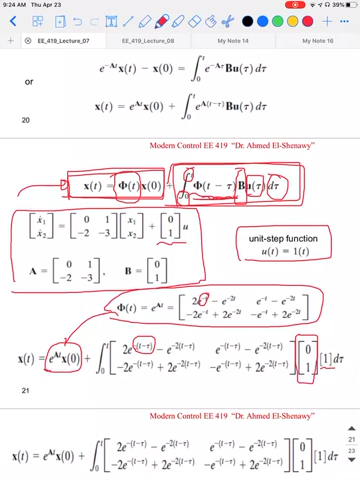 9:24 AM Thu Apr 23
39%
EE_419_Lecture_07
EE_419_Lecture_08
My Note 14
My Note 16
e^{-At}x(t) − x(0) = ∫_0^t e^{-Aτ}Bu(τ) dτ
or
x(t) = e^{At}x(0) + ∫_0^t e^{A(t−τ)}Bu(τ) dτ
20
Modern Control EE 419 "Dr. Ahmed El-Shenawy"
x(t) = Φ(t)x(0) + ∫_0^t Φ(t − τ)Bu(τ) dτ
[ẋ₁; ẋ₂] = [0 1; −2 −3] [x₁; x₂] + [0; 1] u
unit-step function
u(t) = 1(t)
A = [0 1; −2 −3], B = [0; 1]
Φ(t) = e^{At} = [2e^{-t} − e^{-2t} e^{-t} − e^{-2t}; −2e^{-t} + 2e^{-2t} −e^{-t} + 2e^{-2t}]
x(t) = e^{At}x(0) + ∫_0^t [2e^{-(t−τ)} − e^{-2(t−τ)} e^{-(t−τ)} − e^{-2(t−τ)}; −2e^{-(t−τ)} + 2e^{-2(t−τ)} −e^{-(t−τ)} + 2e^{-2(t−τ)}] [0; 1] [1] dτ
21
Modern Control EE 419 "Dr. Ahmed El-Shenawy"
21
23
x(t) = e^{At}x(0) + ∫_0^t [2e^{-(t−τ)} − e^{-2(t−τ)} e^{-(t−τ)} − e^{-2(t−τ)}; −2e^{-(t−τ)} + 2e^{-2(t−τ)} −e^{-(t−τ)} + 2e^{-2(t−τ)}] [0; 1] [1] dτ